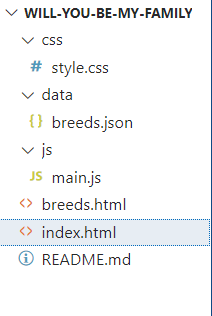 WILL-YOU-BE-MY-FAMILY
css
# style.css
data
{} breeds.json
js
JS main.js
<> breeds.html
<> index.html
README.md